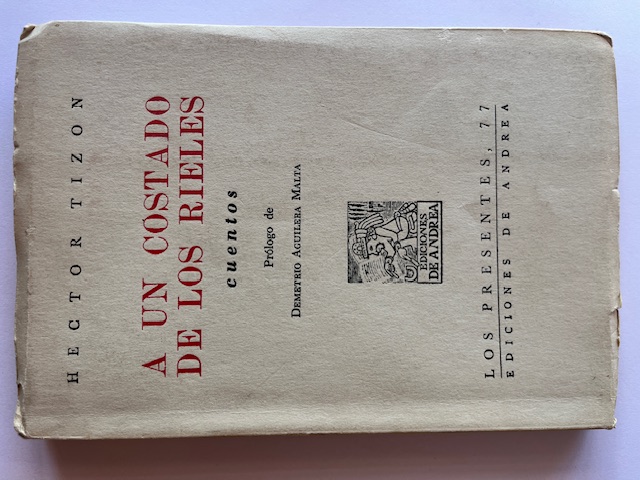 HECTOR TIZON
A UN COSTADO
DE LOS RIELES
cuentos
Prólogo de
DEMETRIO AGUILERA MALTA
EDICIONES
DE ANDREA
LOS PRESENTES, 77
EDICIONES DE ANDREA